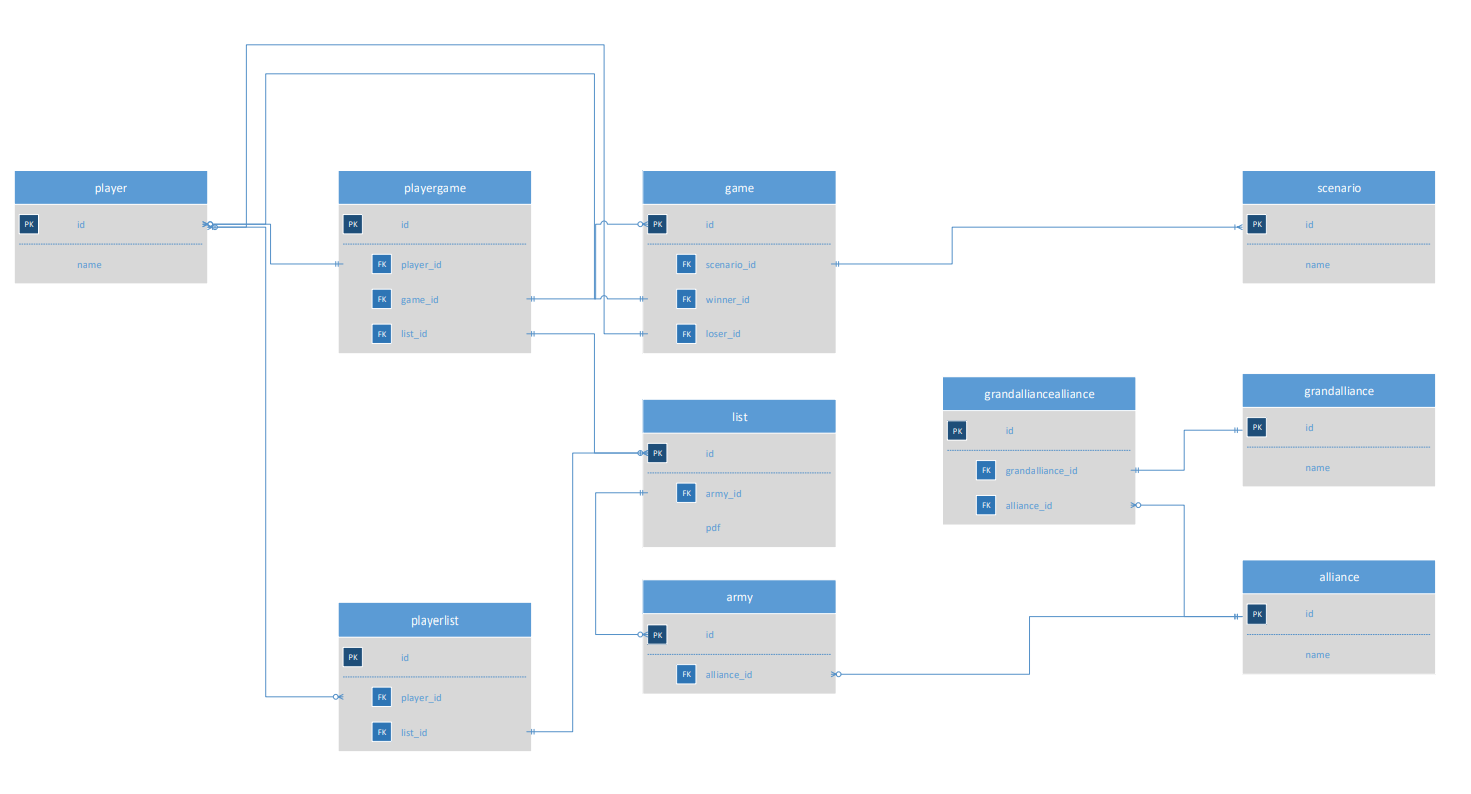 player
PK id
name
playergame
PK id
FK player_id
FK game_id
FK list_id
game
PK id
FK scenario_id
FK winner_id
FK loser_id
scenario
PK id
name
list
PK id
FK army_id
pdf
grandalliancealliance
PK id
FK grandalliance_id
FK alliance_id
grandalliance
PK id
name
army
PK id
FK alliance_id
alliance
PK id
name
playerlist
PK id
FK player_id
FK list_id